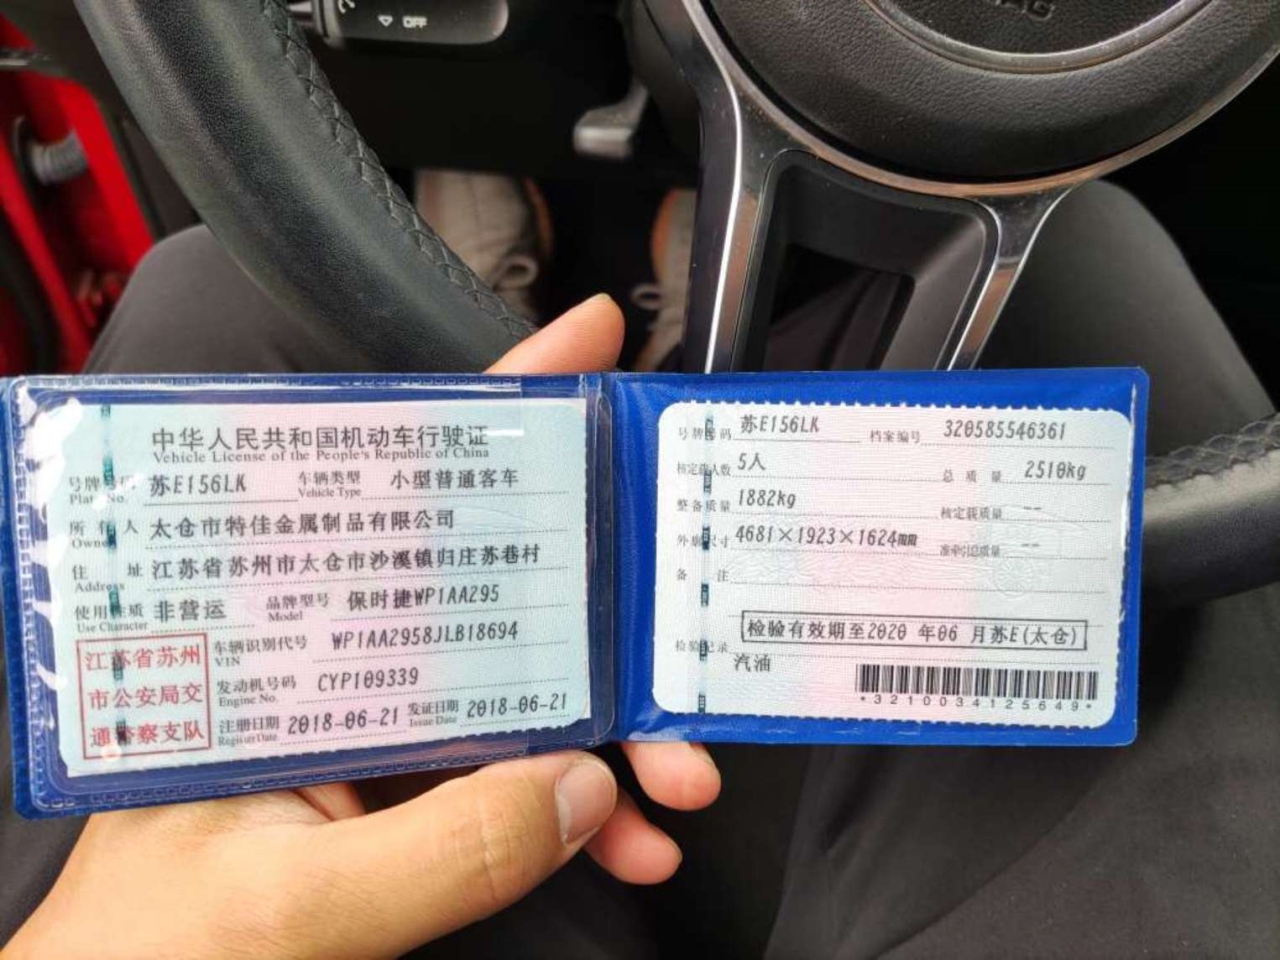 OFF
中华人民共和国机动车行驶证
Vehicle License of the People's Republic of China
号牌号码 苏E156LK 车辆类型 小型普通客车
Plate No. Vehicle Type
所有人 太仓市特佳金属制品有限公司
Owner
住址 江苏省苏州市太仓市沙溪镇归庄苏巷村
Address
使用性质 非营运 品牌型号 保时捷WP1AA295
Use Character Model
江苏省苏州
市公安局交
通警察支队
车辆识别代号 WP1AA2958JLB18694
VIN
发动机号码 CYP109339
Engine No.
注册日期 2018-06-21 发证日期 2018-06-21
Register Date Issue Date
号牌号码 苏E156LK 档案编号 320585546361
核定载人数 5人 总质量 2510kg
整备质量 1882kg 核定载质量 --
外廓尺寸 4681×1923×1624mm 准牵引总质量 --
备注
检验有效期至2020 年06 月苏E(太仓)
检验记录
汽油
*3210034125649*